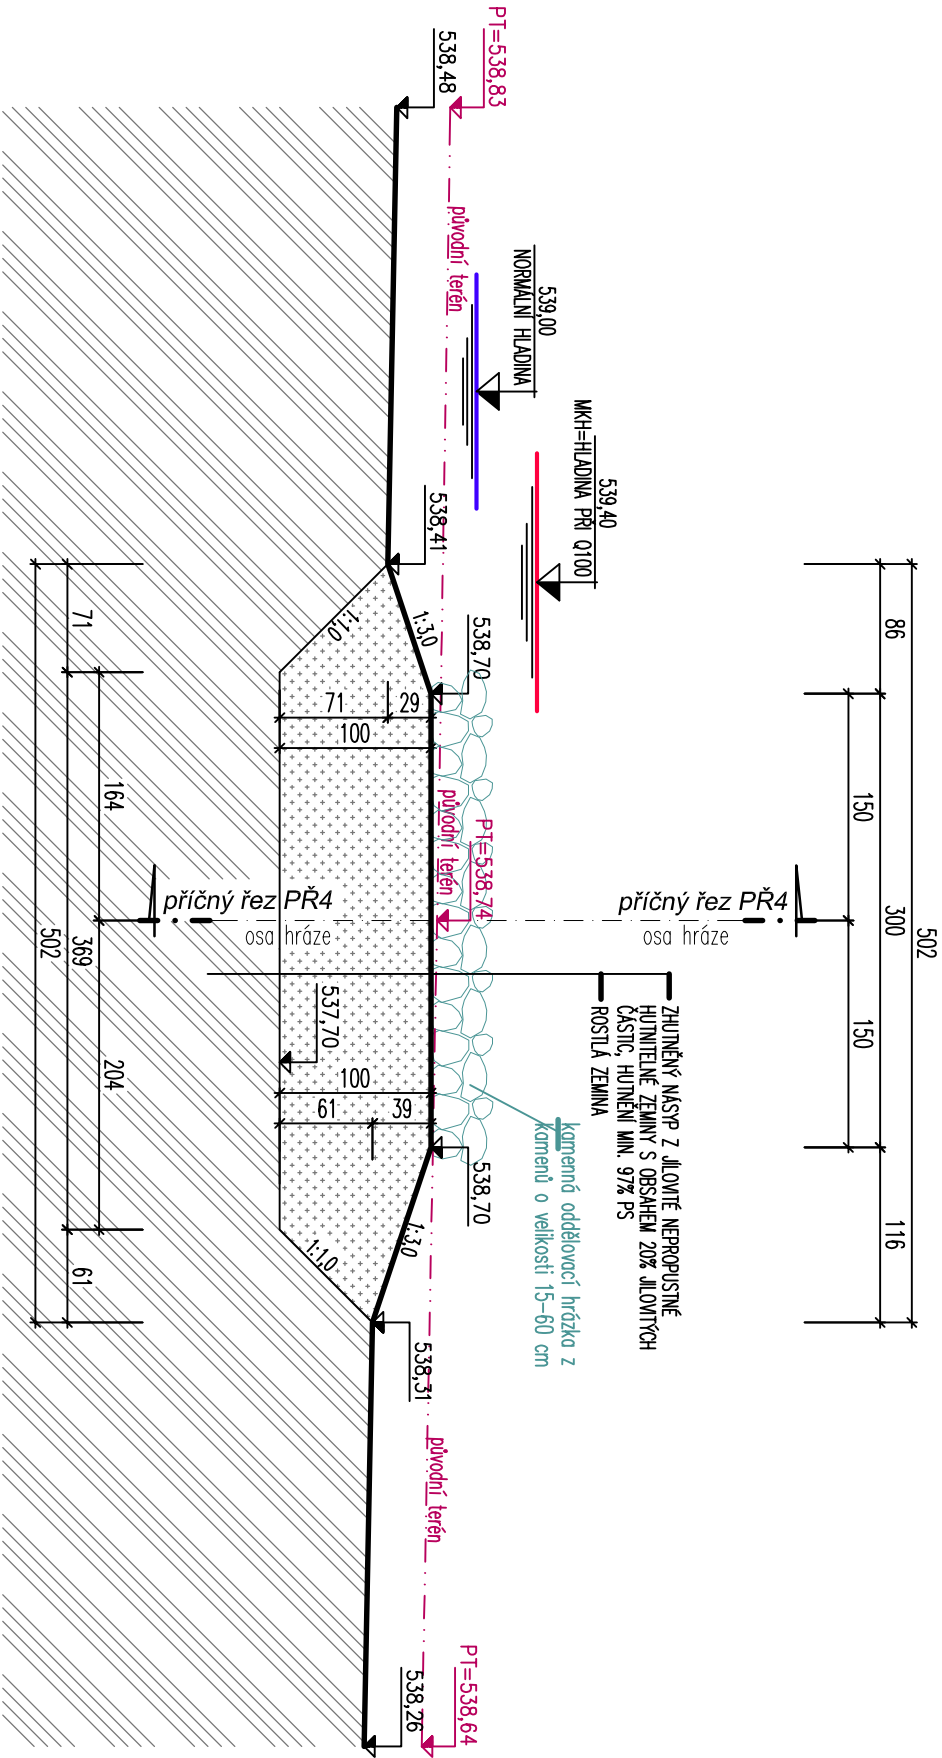 PT=538,83
538,48
původní terén
539,00
NORMÁLNÍ HLADINA
539,40
MKH=HLADINA PŘI Q100
538,41
1:3,0
1:1,0
538,70
71
29
100
původní terén
PT=538,74
86
150
300
150
116
502
příčný řez PŘ4
osa hráze
příčný řez PŘ4
osa hráze
ZHUTNĚNÝ NÁSYP Z JÍLOVITÉ NEPROPUSTNÉ
HUTNITELNÉ ZEMINY S OBSAHEM 20% JÍLOVITÝCH
ČÁSTIC, HUTNĚNÍ MIN. 97% PS
ROSTLÁ ZEMINA
kamenná oddělovací hrázka z
kamenů o velikosti 15-60 cm
537,70
100
61
39
538,70
1:3,0
1:1,0
538,31
původní terén
PT=538,64
538,26
71
164
369
502
204
61